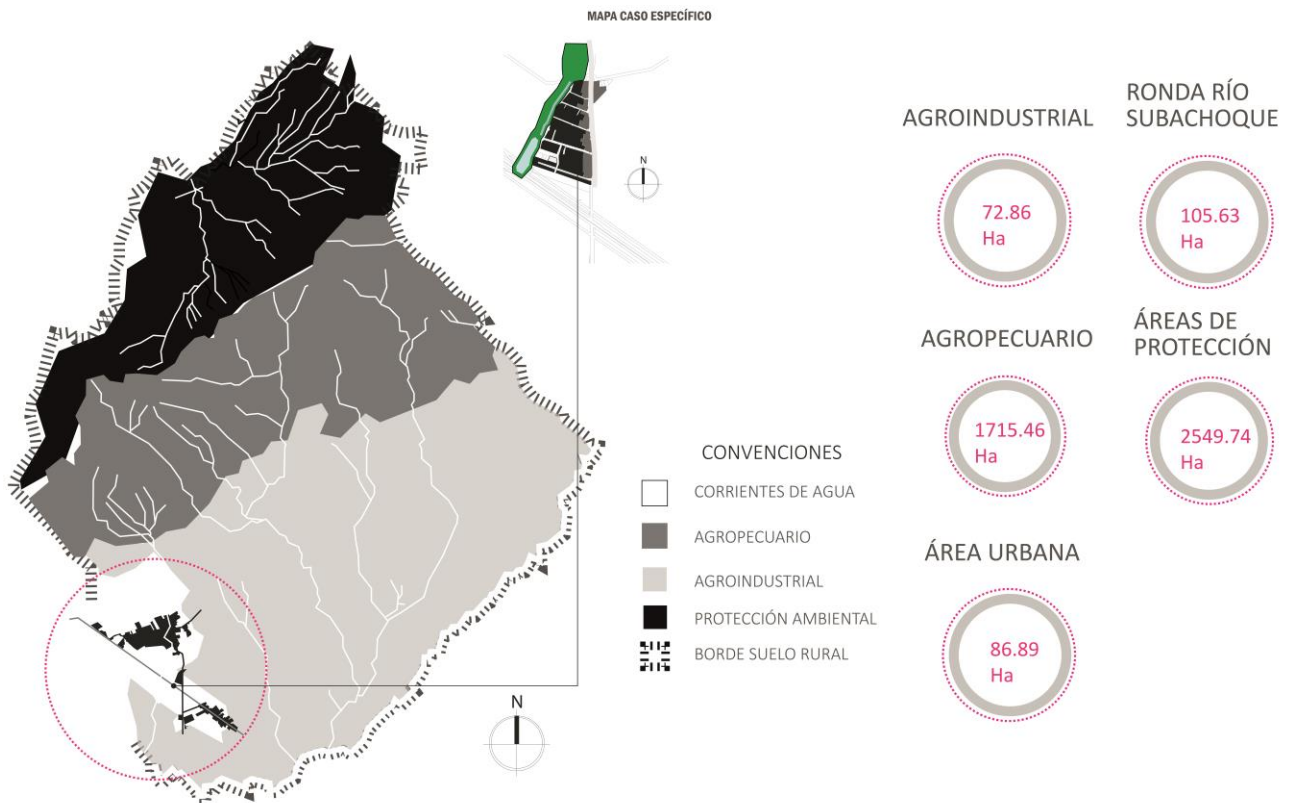 MAPA CASO ESPECÍFICO
N
AGROINDUSTRIAL
72.86
Ha
RONDA RÍO
SUBACHOQUE
105.63
Ha
AGROPECUARIO
1715.46
Ha
ÁREAS DE
PROTECCIÓN
2549.74
Ha
ÁREA URBANA
86.89
Ha
CONVENCIONES
CORRIENTES DE AGUA
AGROPECUARIO
AGROINDUSTRIAL
PROTECCIÓN AMBIENTAL
BORDE SUELO RURAL
N